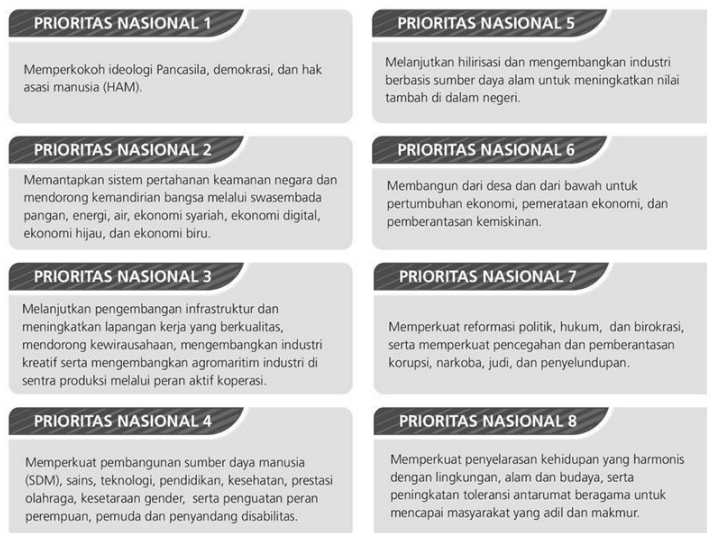 PRIORITAS NASIONAL 1
Memperkokoh ideologi Pancasila, demokrasi, dan hak
asasi manusia (HAM).
PRIORITAS NASIONAL 2
Memantapkan sistem pertahanan keamanan negara dan
mendorong kemandirian bangsa melalui swasembada
pangan, energi, air, ekonomi syariah, ekonomi digital,
ekonomi hijau, dan ekonomi biru.
PRIORITAS NASIONAL 3
Melanjutkan pengembangan infrastruktur dan
meningkatkan lapangan kerja yang berkualitas,
mendorong kewirausahaan, mengembangkan industri
kreatif serta mengembangkan agromaritim industri di
sentra produksi melalui peran aktif koperasi.
PRIORITAS NASIONAL 4
Memperkuat pembangunan sumber daya manusia
(SDM), sains, teknologi, pendidikan, kesehatan, prestasi
olahraga, kesetaraan gender, serta penguatan peran
perempuan, pemuda dan penyandang disabilitas.
PRIORITAS NASIONAL 5
Melanjutkan hilirisasi dan mengembangkan industri
berbasis sumber daya alam untuk meningkatkan nilai
tambah di dalam negeri.
PRIORITAS NASIONAL 6
Membangun dari desa dan dari bawah untuk
pertumbuhan ekonomi, pemerataan ekonomi, dan
pemberantasan kemiskinan.
PRIORITAS NASIONAL 7
Memperkuat reformasi politik, hukum, dan birokrasi,
serta memperkuat pencegahan dan pemberantasan
korupsi, narkoba, judi, dan penyelundupan.
PRIORITAS NASIONAL 8
Memperkuat penyelarasan kehidupan yang harmonis
dengan lingkungan, alam dan budaya, serta
peningkatan toleransi antarumat beragama untuk
mencapai masyarakat yang adil dan makmur.